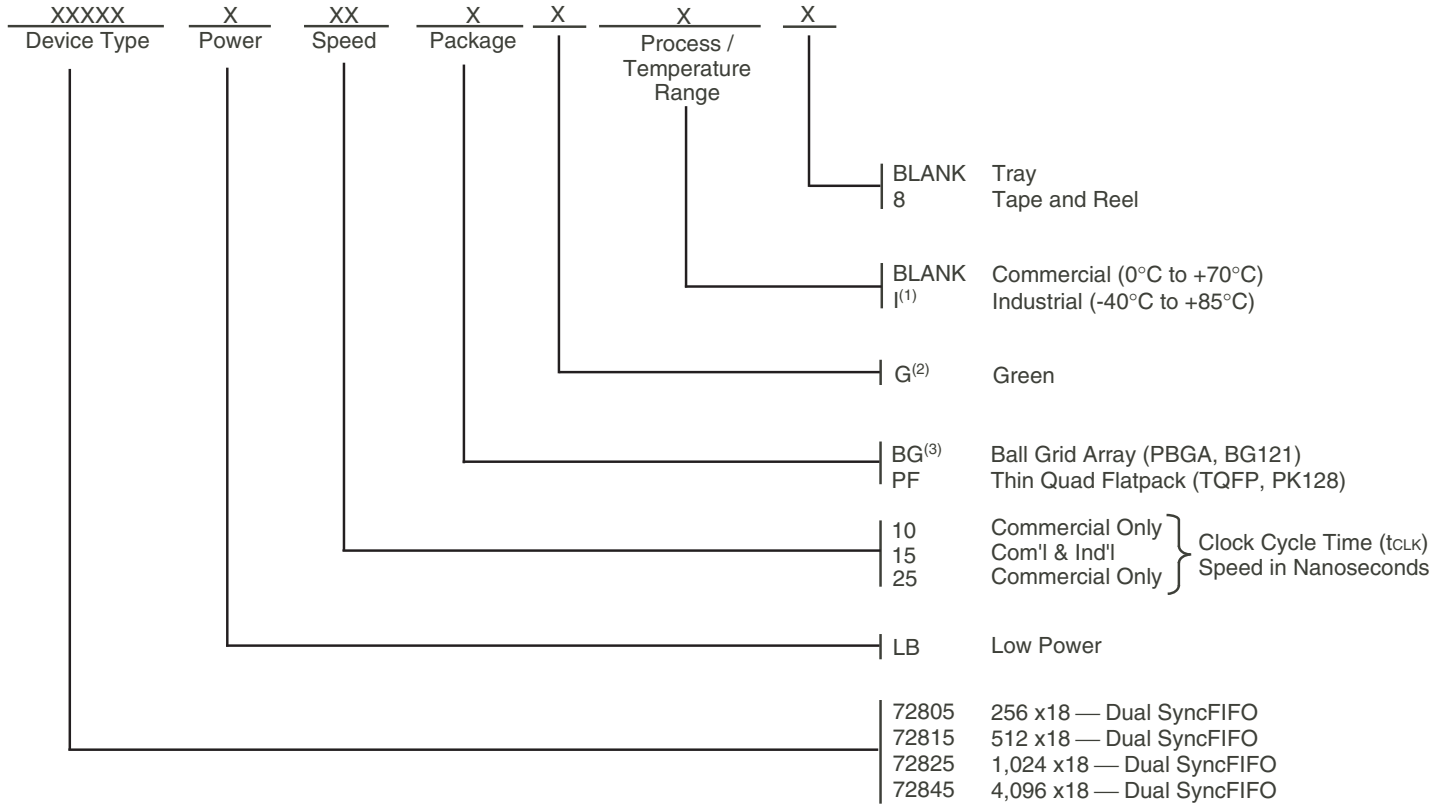 XXXXX X XX X X X X
Device Type Power Speed Package Process / Temperature Range
BLANK Tray
8 Tape and Reel
BLANK Commercial (0°C to +70°C)
I(1) Industrial (-40°C to +85°C)
G(2) Green
BG(3) Ball Grid Array (PBGA, BG121)
PF Thin Quad Flatpack (TQFP, PK128)
10 Commercial Only
15 Com'l & Ind'l
25 Commercial Only
Clock Cycle Time (tCLK)
Speed in Nanoseconds
LB Low Power
72805 256 x18 — Dual SyncFIFO
72815 512 x18 — Dual SyncFIFO
72825 1,024 x18 — Dual SyncFIFO
72845 4,096 x18 — Dual SyncFIFO